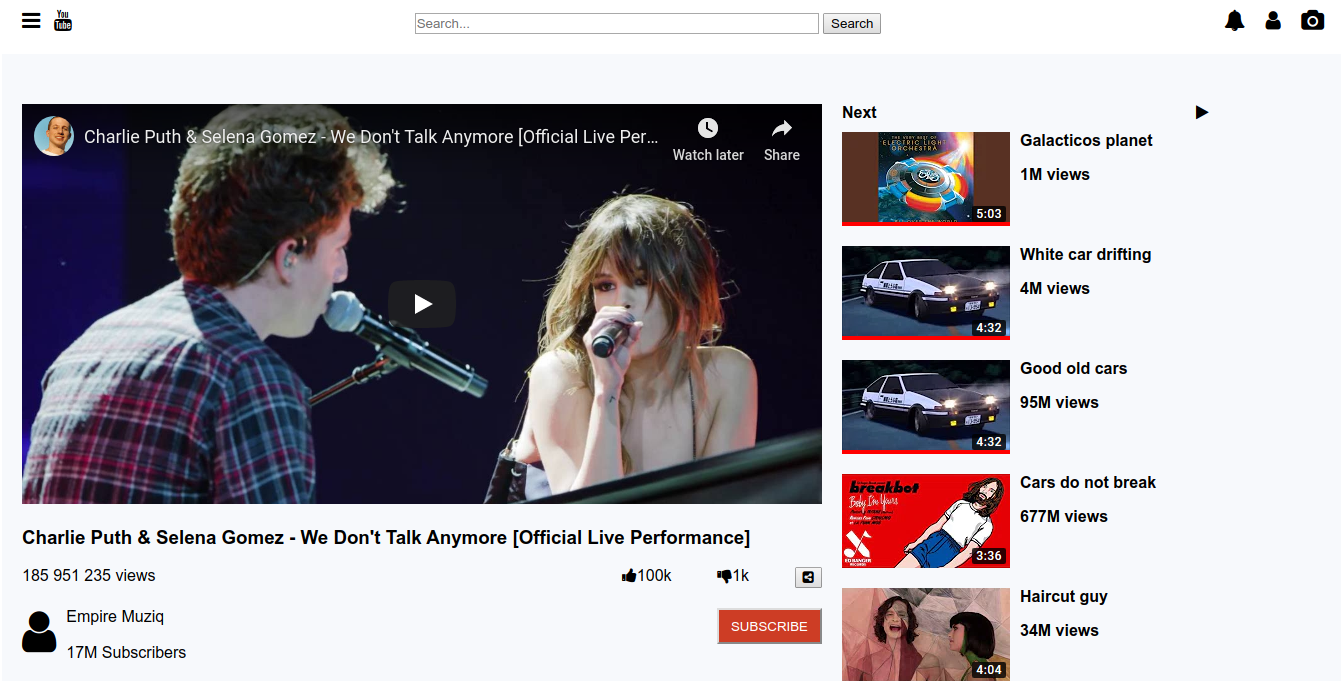 You
Tube
Search...
Search
Charlie Puth & Selena Gomez - We Don't Talk Anymore [Official Live Per...
Watch later
Share
Charlie Puth & Selena Gomez - We Don't Talk Anymore [Official Live Performance]
185 951 235 views
100k
1k
Empire Muziq
17M Subscribers
SUBSCRIBE
Next
THE VERY BEST OF
ELECTRIC LIGHT
ORCHESTRA
5:03
Galacticos planet
1M views
4:32
White car drifting
4M views
4:32
Good old cars
95M views
breakbot
Baby I'm Yours
ED BANGER
RECORDS
3:36
Cars do not break
677M views
4:04
Haircut guy
34M views